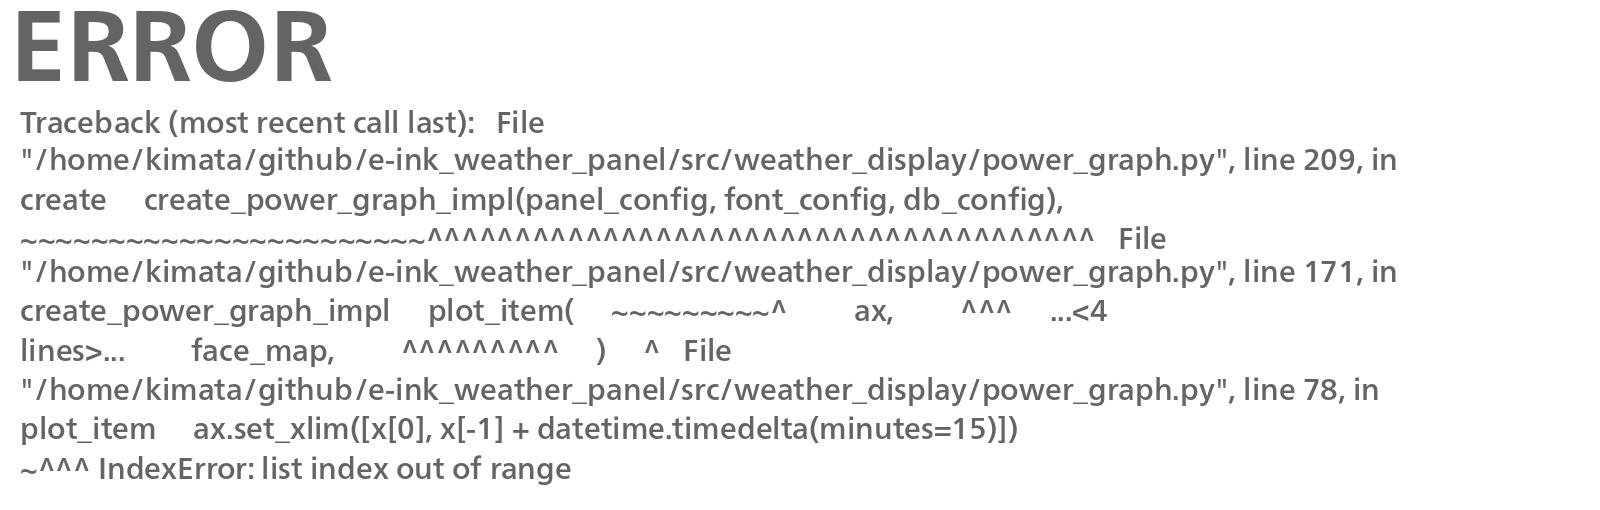 ERROR
Traceback (most recent call last):   File
"/home/kimata/github/e-ink_weather_panel/src/weather_display/power_graph.py", line 209, in
create     create_power_graph_impl(panel_config, font_config, db_config),
~~~~~~~~~~~~~~~~~~~~~~~^^^^^^^^^^^^^^^^^^^^^^^^^^^^^^^^^^^^^^   File
"/home/kimata/github/e-ink_weather_panel/src/weather_display/power_graph.py", line 171, in
create_power_graph_impl     plot_item(     ~~~~~~~~~^         ax,         ^^^     ...<4
lines>...         face_map,         ^^^^^^^^^     )     ^   File
"/home/kimata/github/e-ink_weather_panel/src/weather_display/power_graph.py", line 78, in
plot_item     ax.set_xlim([x[0], x[-1] + datetime.timedelta(minutes=15)])
~^^^ IndexError: list index out of range